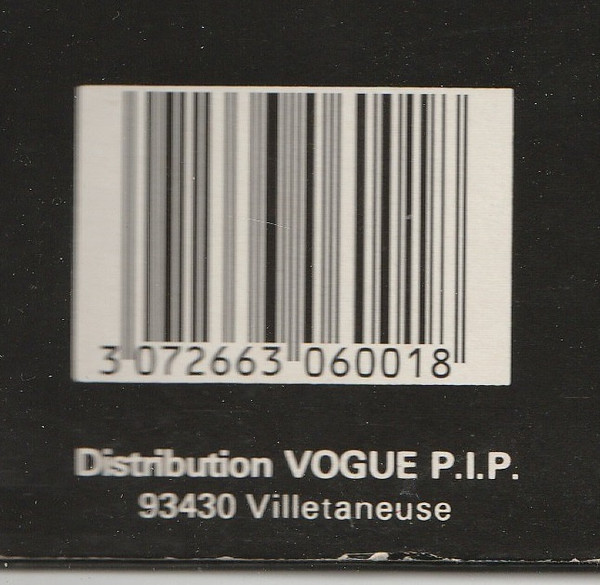 3 072663 060018
Distribution VOGUE P.I.P.
93430 Villetaneuse